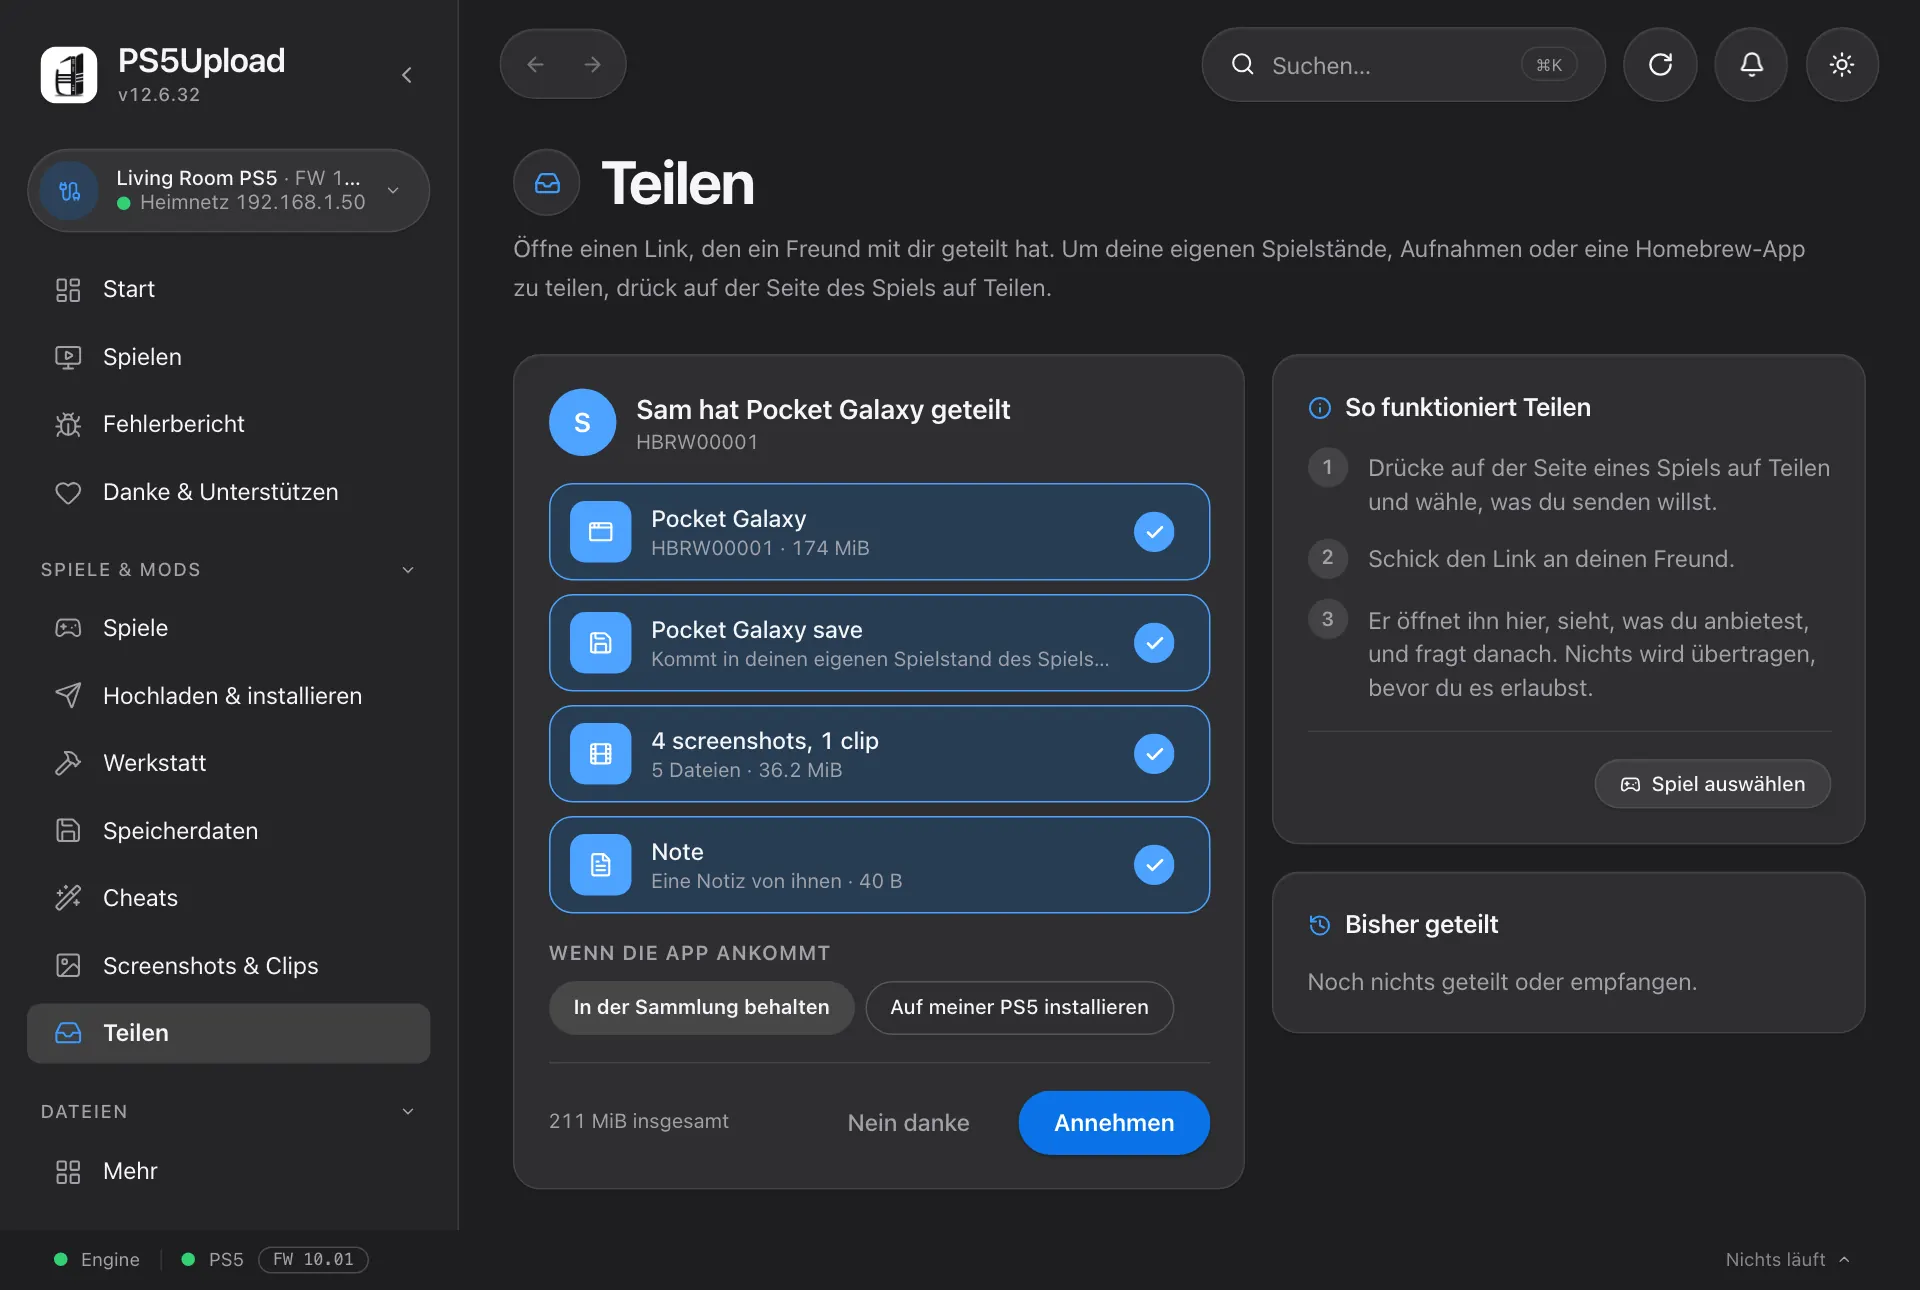 PS5Upload
v12.6.32
Living Room PS5 · FW 1...
Heimnetz 192.168.1.50
Start
Spielen
Fehlerbericht
Danke & Unterstützen
SPIELE & MODS
Spiele
Hochladen & installieren
Werkstatt
Speicherdaten
Cheats
Screenshots & Clips
Teilen
DATEIEN
Mehr
Suchen...
⌘K
Teilen
Öffne einen Link, den ein Freund mit dir geteilt hat. Um deine eigenen Spielstände, Aufnahmen oder eine Homebrew-App
zu teilen, drück auf der Seite des Spiels auf Teilen.
S
Sam hat Pocket Galaxy geteilt
HBRW00001
Pocket Galaxy
HBRW00001 · 174 MiB
Pocket Galaxy save
Kommt in deinen eigenen Spielstand des Spiels...
4 screenshots, 1 clip
5 Dateien · 36.2 MiB
Note
Eine Notiz von ihnen · 40 B
WENN DIE APP ANKOMMT
In der Sammlung behalten
Auf meiner PS5 installieren
211 MiB insgesamt
Nein danke
Annehmen
So funktioniert Teilen
1
Drücke auf der Seite eines Spiels auf Teilen
und wähle, was du senden willst.
2
Schick den Link an deinen Freund.
3
Er öffnet ihn hier, sieht, was du anbietest,
und fragt danach. Nichts wird übertragen,
bevor du es erlaubst.
Spiel auswählen
Bisher geteilt
Noch nichts geteilt oder empfangen.
Engine
PS5
FW 10.01
Nichts läuft